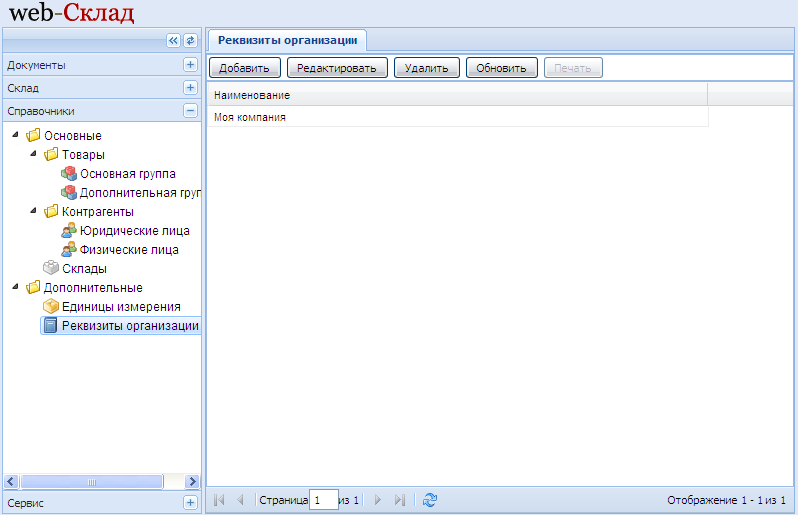 web-Склад
Документы
Склад
Справочники
Основные
Товары
Основная группа
Дополнительная груп
Контрагенты
Юридические лица
Физические лица
Склады
Дополнительные
Единицы измерения
Реквизиты организации
Сервис
Реквизиты организации
Добавить Редактировать Удалить Обновить Печать
Наименование
Моя компания
Страница 1 из 1 Отображение 1 - 1 из 1